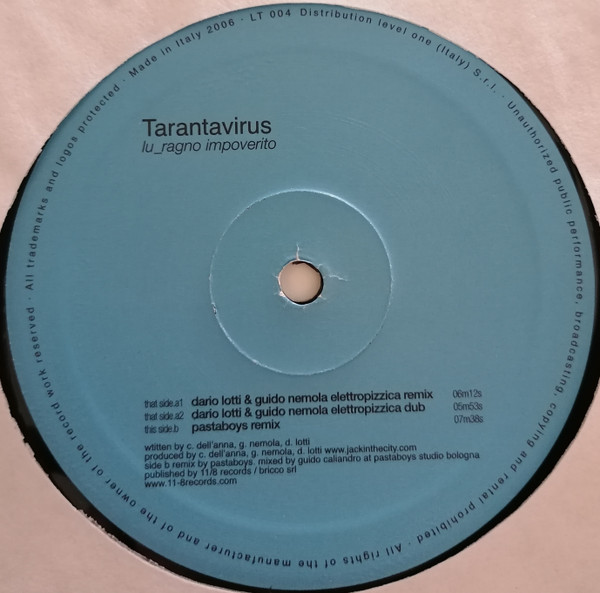 Made in Italy 2006 · LT 004 Distribution level one (Italy) S.r.l. · Unauthorized public performance, broadcasting, copying and rental prohibited · All rights of the manufacturer and of the owner of the record work reserved · All trademarks and logos protected ·
Tarantavirus
lu_ragno impoverito
that side.a1 dario lotti & guido nemola elettropizzica remix 06m12s
that side.a2 dario lotti & guido nemola elettropizzica dub 05m53s
this side.b pastaboys remix 07m38s
wtitten by c. dell'anna, g. nemola, d. lotti
produced by c. dell'anna, g. nemola, d. lotti www.jackinthecity.com
side b remix by pastaboys. mixed by guido caliandro at pastaboys studio bologna
published by 11/8 records / bricco srl
www.11-8records.com